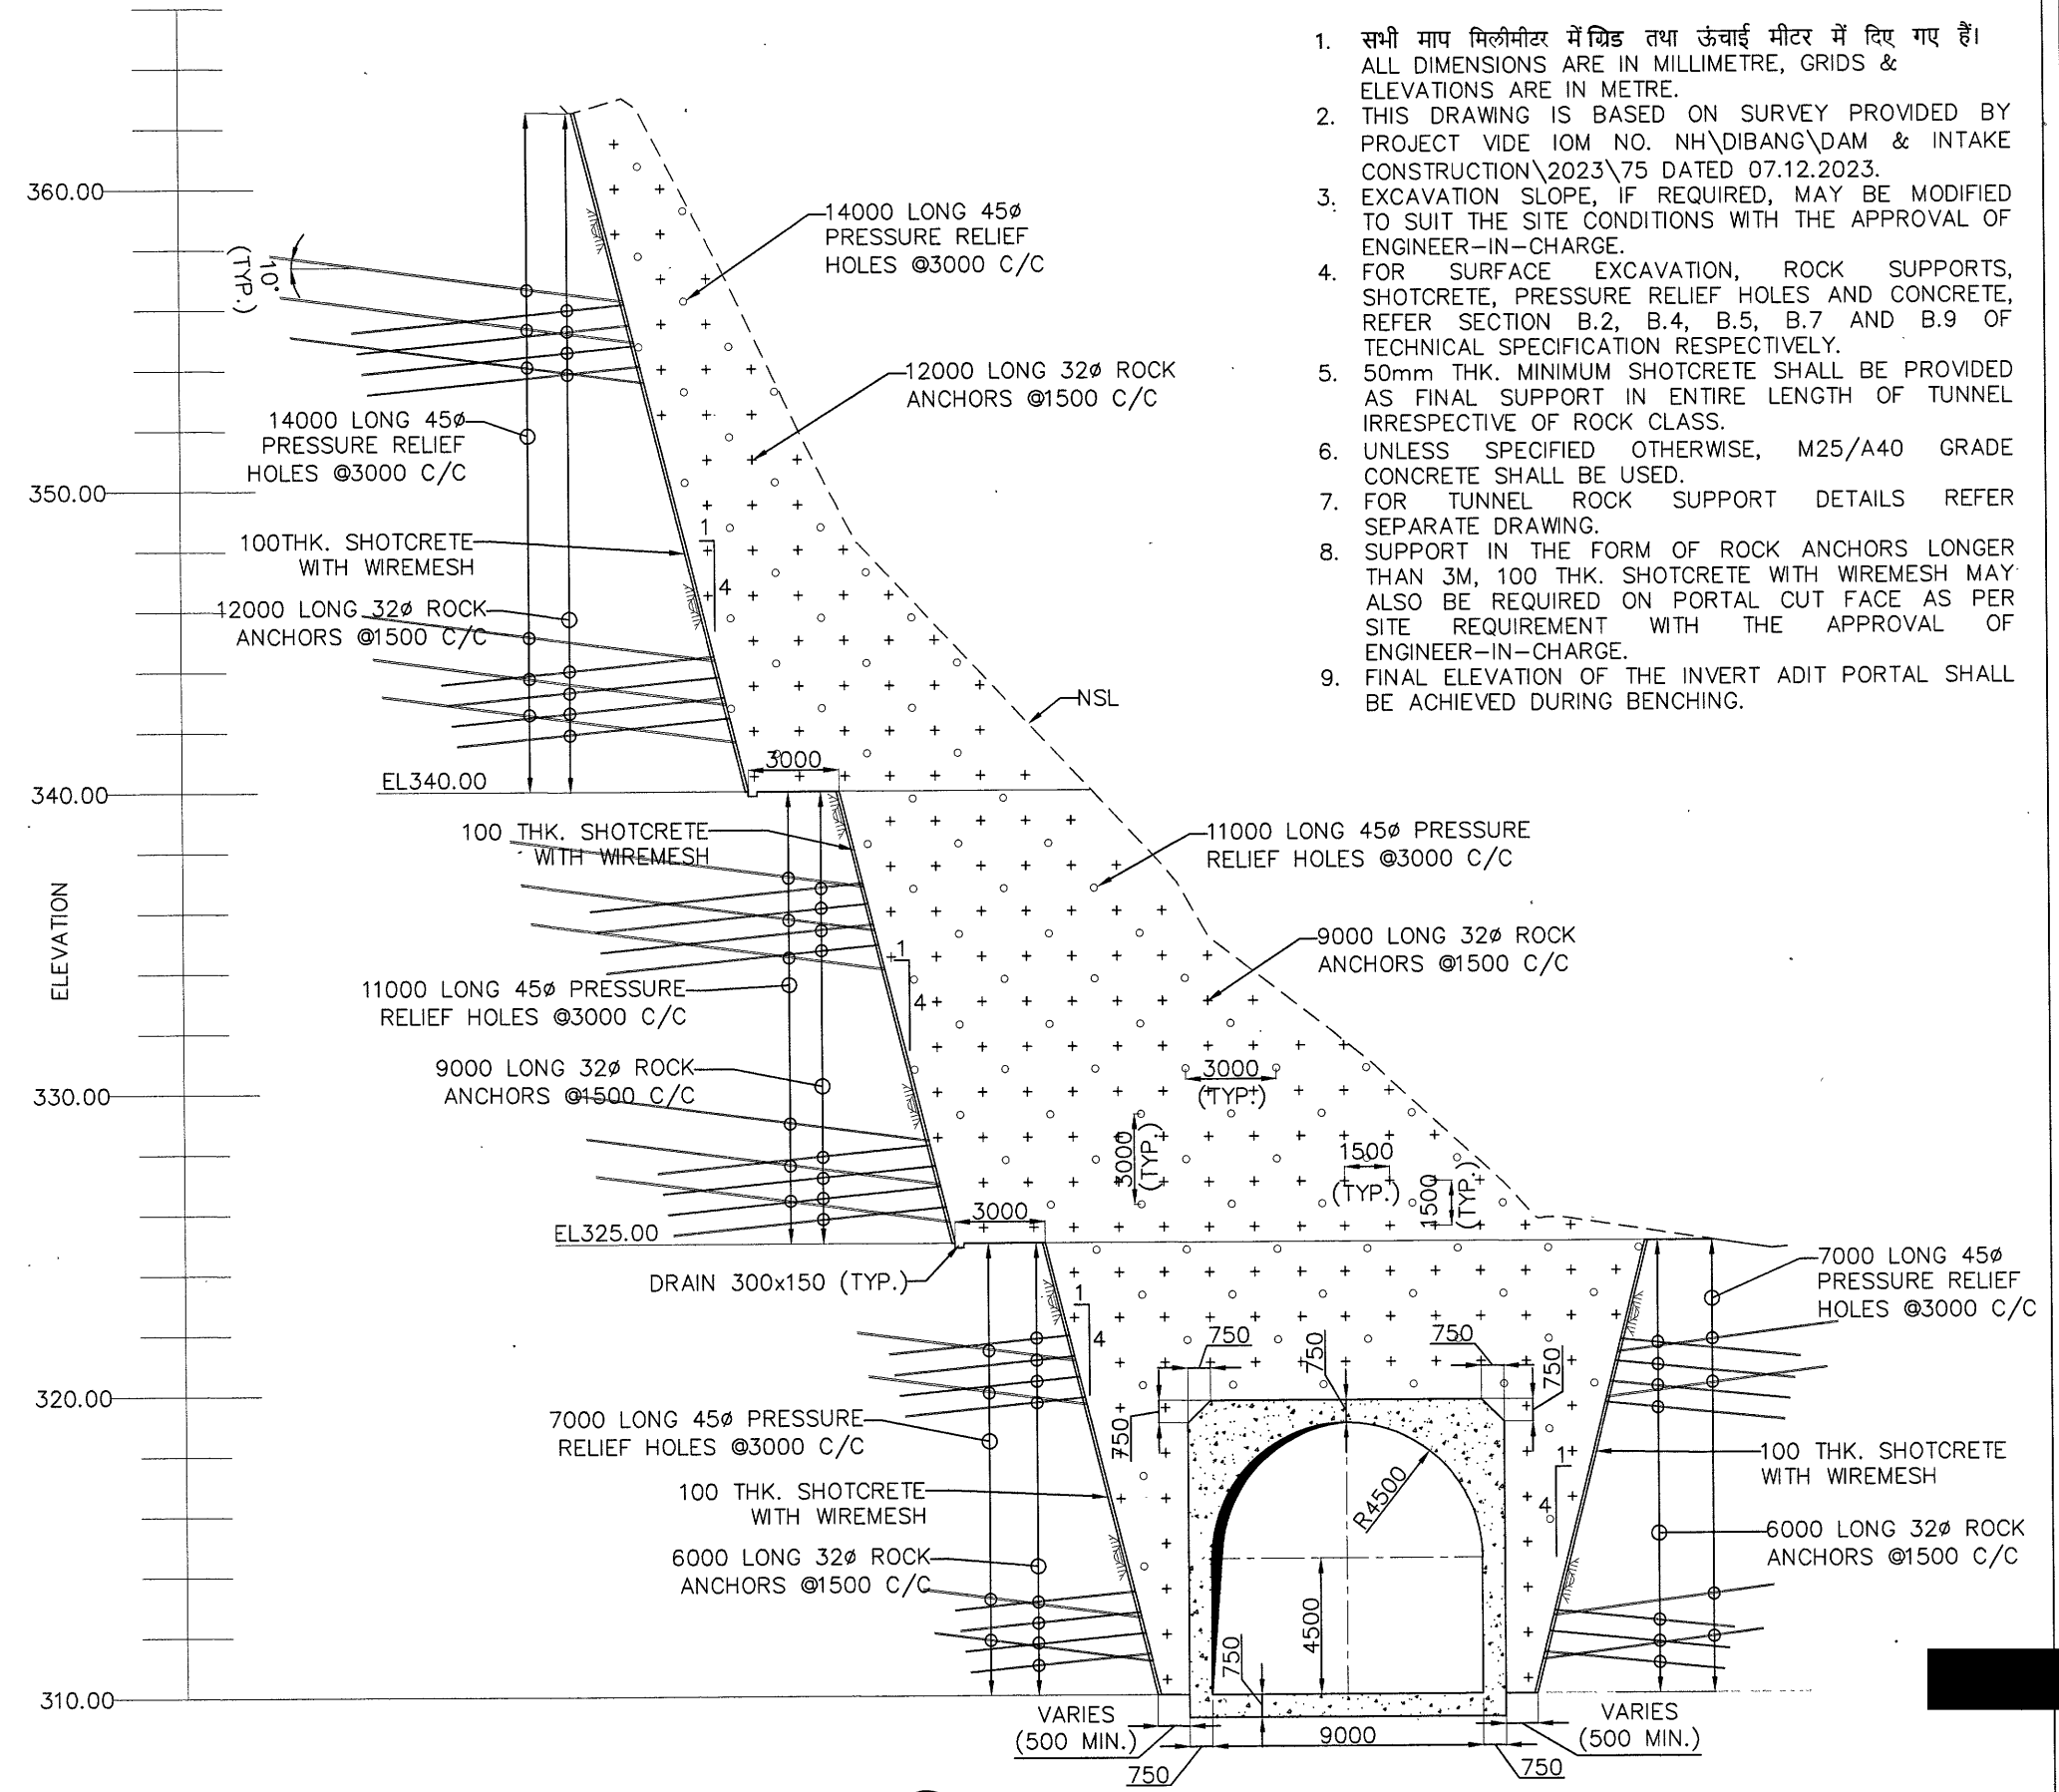 1. सभी माप मिलीमीटर में ग्रिड तथा ऊंचाई मीटर में दिए गए हैं।
ALL DIMENSIONS ARE IN MILLIMETRE, GRIDS &
ELEVATIONS ARE IN METRE.
2. THIS DRAWING IS BASED ON SURVEY PROVIDED BY
PROJECT VIDE IOM NO. NH\DIBANG\DAM & INTAKE
CONSTRUCTION\2023\75 DATED 07.12.2023.
3. EXCAVATION SLOPE, IF REQUIRED, MAY BE MODIFIED
TO SUIT THE SITE CONDITIONS WITH THE APPROVAL OF
ENGINEER-IN-CHARGE.
4. FOR SURFACE EXCAVATION, ROCK SUPPORTS,
SHOTCRETE, PRESSURE RELIEF HOLES AND CONCRETE,
REFER SECTION B.2, B.4, B.5, B.7 AND B.9 OF
TECHNICAL SPECIFICATION RESPECTIVELY.
5. 50mm THK. MINIMUM SHOTCRETE SHALL BE PROVIDED
AS FINAL SUPPORT IN ENTIRE LENGTH OF TUNNEL
IRRESPECTIVE OF ROCK CLASS.
6. UNLESS SPECIFIED OTHERWISE, M25/A40 GRADE
CONCRETE SHALL BE USED.
7. FOR TUNNEL ROCK SUPPORT DETAILS REFER
SEPARATE DRAWING.
8. SUPPORT IN THE FORM OF ROCK ANCHORS LONGER
THAN 3M, 100 THK. SHOTCRETE WITH WIREMESH MAY
ALSO BE REQUIRED ON PORTAL CUT FACE AS PER
SITE REQUIREMENT WITH THE APPROVAL OF
ENGINEER-IN-CHARGE.
9. FINAL ELEVATION OF THE INVERT ADIT PORTAL SHALL
BE ACHIEVED DURING BENCHING.
ELEVATION
360.00
350.00
340.00
330.00
320.00
310.00
10°
(TYP.)
14000 LONG 45ø
PRESSURE RELIEF
HOLES @3000 C/C
12000 LONG 32ø ROCK
ANCHORS @1500 C/C
14000 LONG 45ø
PRESSURE RELIEF
HOLES @3000 C/C
100THK. SHOTCRETE
WITH WIREMESH
1
4
12000 LONG 32ø ROCK
ANCHORS @1500 C/C
NSL
3000
EL340.00
100 THK. SHOTCRETE
WITH WIREMESH
11000 LONG 45ø PRESSURE
RELIEF HOLES @3000 C/C
9000 LONG 32ø ROCK
ANCHORS @1500 C/C
1
4
11000 LONG 45ø PRESSURE
RELIEF HOLES @3000 C/C
9000 LONG 32ø ROCK
ANCHORS @1500 C/C
3000
(TYP.)
3000
(TYP.)
1500
(TYP.)
1500
(TYP.)
3000
EL325.00
DRAIN 300x150 (TYP.)
7000 LONG 45ø
PRESSURE RELIEF
HOLES @3000 C/C
1
4
750
750
750
750
750
7000 LONG 45ø PRESSURE
RELIEF HOLES @3000 C/C
100 THK. SHOTCRETE
WITH WIREMESH
1
4
100 THK. SHOTCRETE
WITH WIREMESH
R4500
6000 LONG 32ø ROCK
ANCHORS @1500 C/C
6000 LONG 32ø ROCK
ANCHORS @1500 C/C
4500
750
VARIES
(500 MIN.)
9000
VARIES
(500 MIN.)
750
750